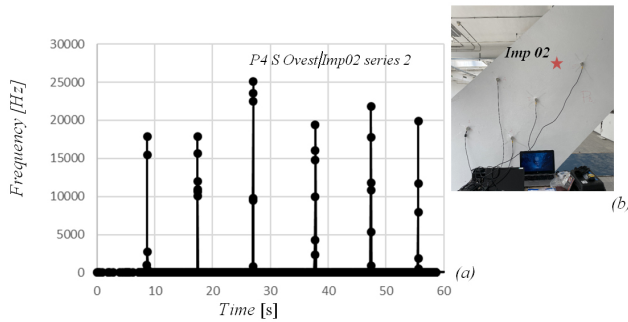 30000
25000
20000
15000
10000
5000
0
0 10 20 30 40 50 60
Frequency [Hz]
Time [s]
P4 S Ovest/Imp02 series 2
(a)
Imp 02
(b)